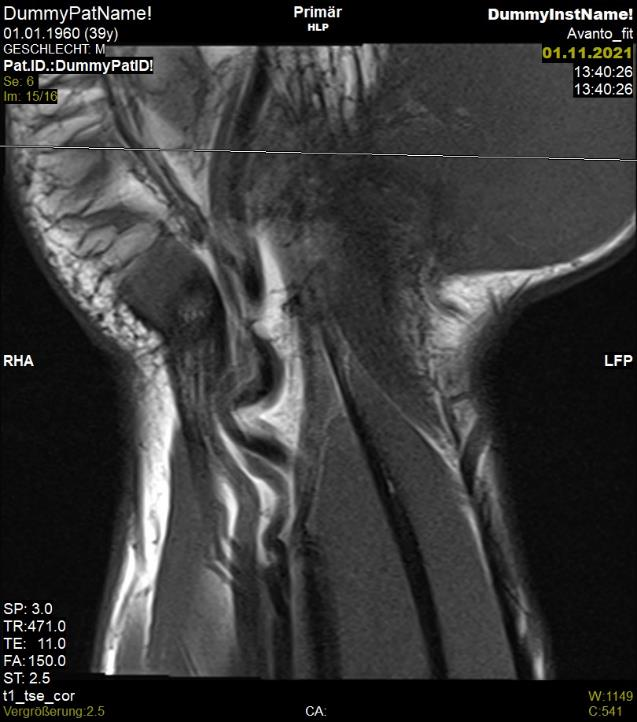 DummyPatName!
01.01.1960 (39y)
GESCHLECHT: M
Pat.ID.:DummyPatID!
Se: 6
Im: 15/16
Primär
HLP
DummyInstName!
Avanto_fit
01.11.2021
13:40:26
13:40:26
RHA
LFP
SP: 3.0
TR:471.0
TE: 11.0
FA:150.0
ST: 2.5
t1_tse_cor
Vergrößerung:2.5
CA:
W:1149
C:541